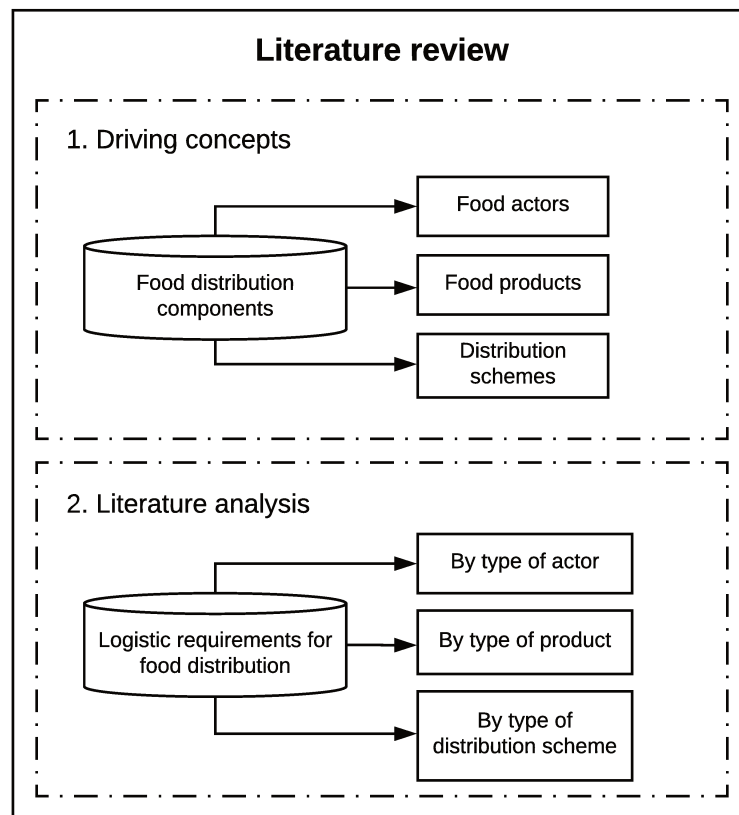 Literature review
1. Driving concepts
Food distribution
components
Food actors
Food products
Distribution
schemes
2. Literature analysis
Logistic requirements for
food distribution
By type of actor
By type of product
By type of
distribution scheme